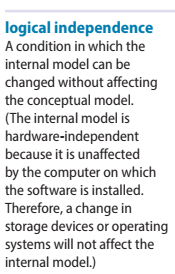 logical independence
A condition in which the
internal model can be
changed without affecting
the conceptual model.
(The internal model is
hardware-independent
because it is unaffected
by the computer on which
the software is installed.
Therefore, a change in
storage devices or operating
systems will not affect the
internal model.)